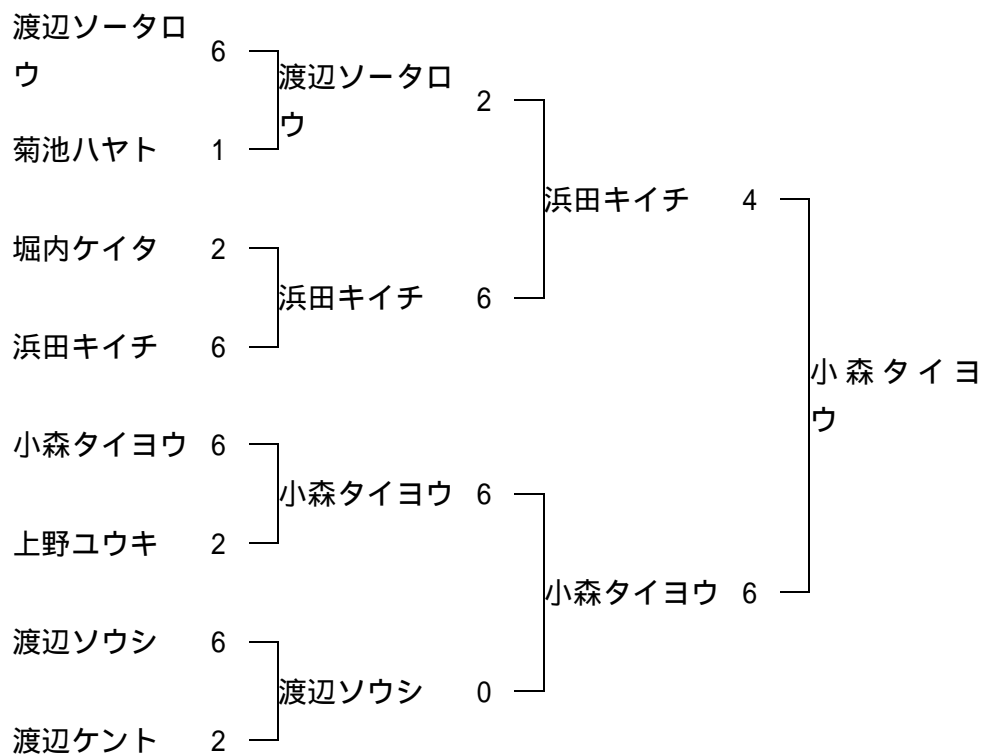 渡辺ソータロ
ウ
6
菊池ハヤト 1
堀内ケイタ 2
浜田キイチ 6
小森タイヨウ 6
上野ユウキ 2
渡辺ソウシ 6
渡辺ケント 2
渡辺ソータロ
ウ
2
浜田キイチ 6
小森タイヨウ 6
渡辺ソウシ 0
浜田キイチ 4
小森タイヨウ 6
小森タイヨ
ウ